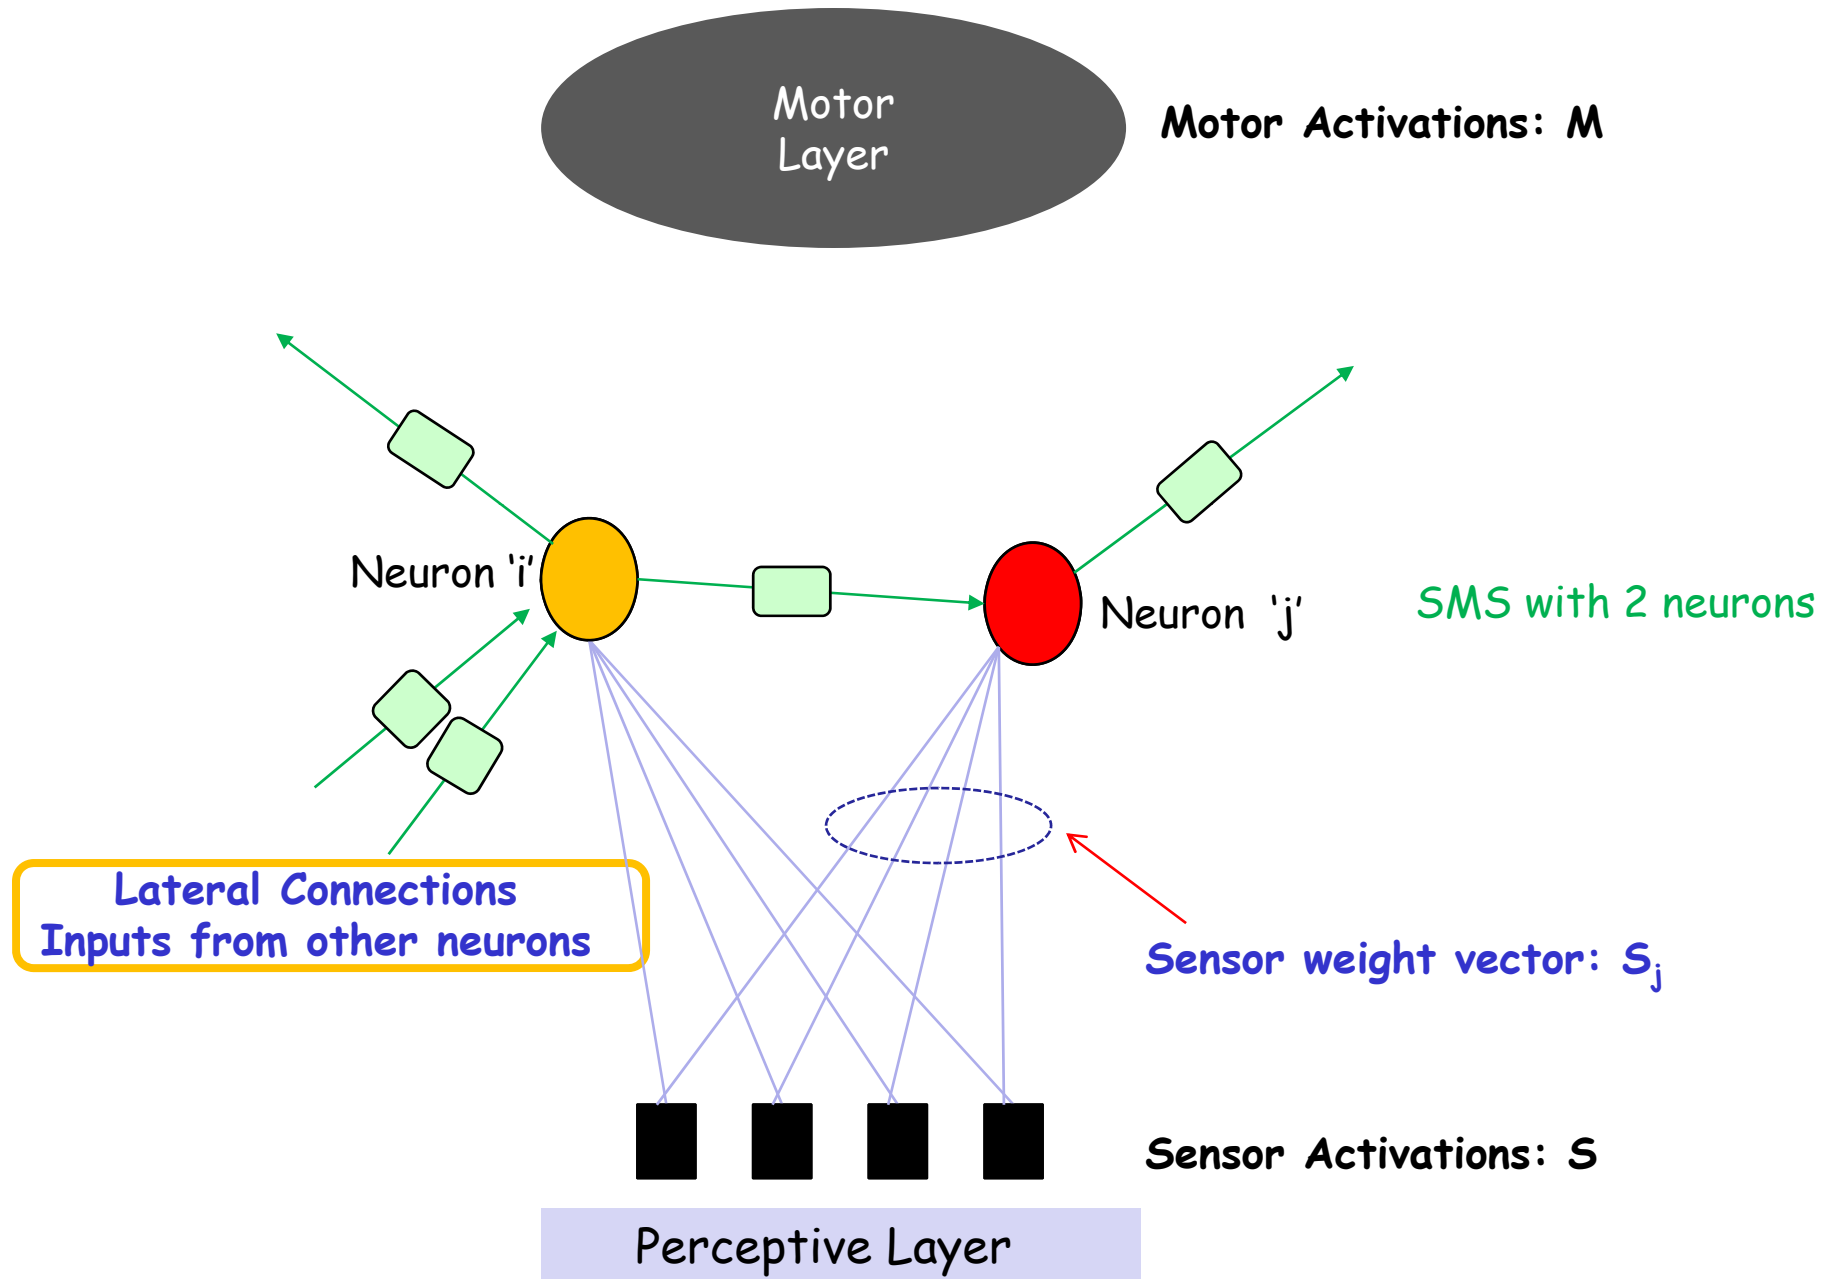 Motor
Layer
Motor Activations: M
Neuron ‘i’
Neuron ‘j’
SMS with 2 neurons
Lateral Connections
Inputs from other neurons
Sensor weight vector: Sj
Sensor Activations: S
Perceptive Layer